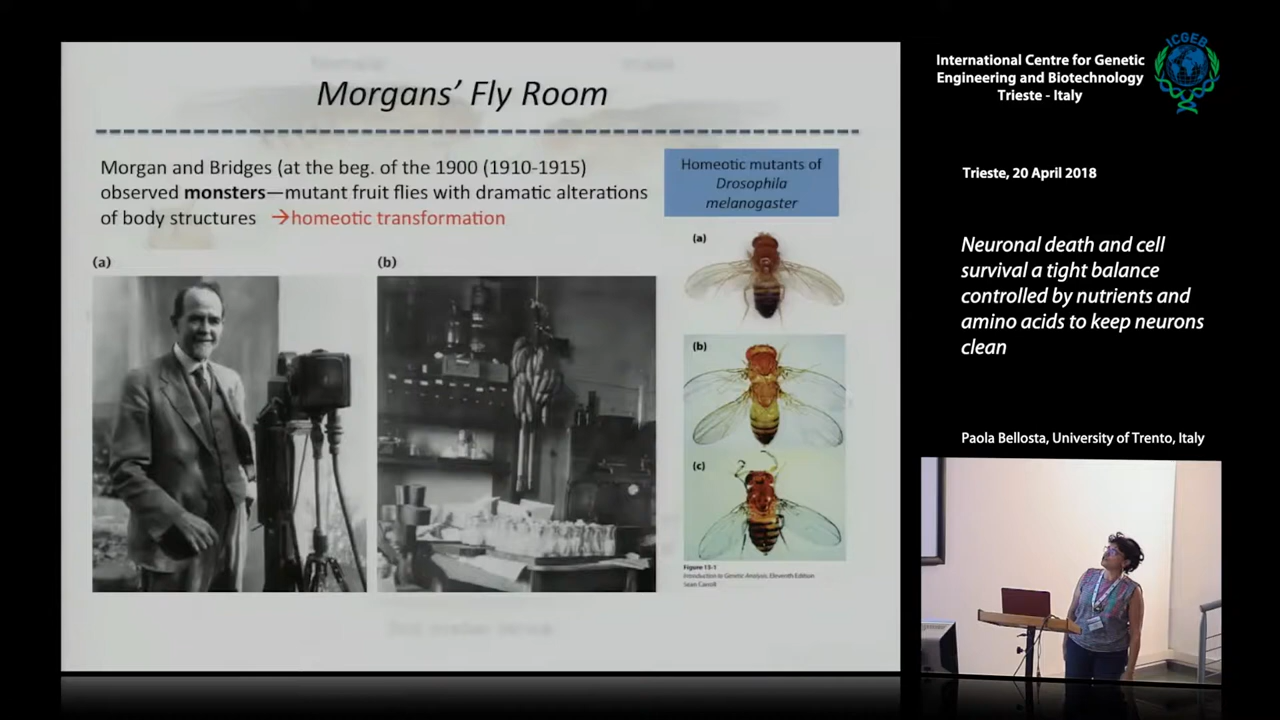 Morgans’ Fly Room
Morgan and Bridges (at the beg. of the 1900 (1910-1915)
observed monsters—mutant fruit flies with dramatic alterations
of body structures →homeotic transformation
Homeotic mutants of
Drosophila
melanogaster
(a)
(b)
(a)
(b)
(c)
Figure 13-1
Introduction to Genetic Analysis, Eleventh Edition
Sean Carroll
ICGEB
International Centre for Genetic
Engineering and Biotechnology
Trieste - Italy
Trieste, 20 April 2018
Neuronal death and cell
survival a tight balance
controlled by nutrients and
amino acids to keep neurons
clean
Paola Bellosta, University of Trento, Italy